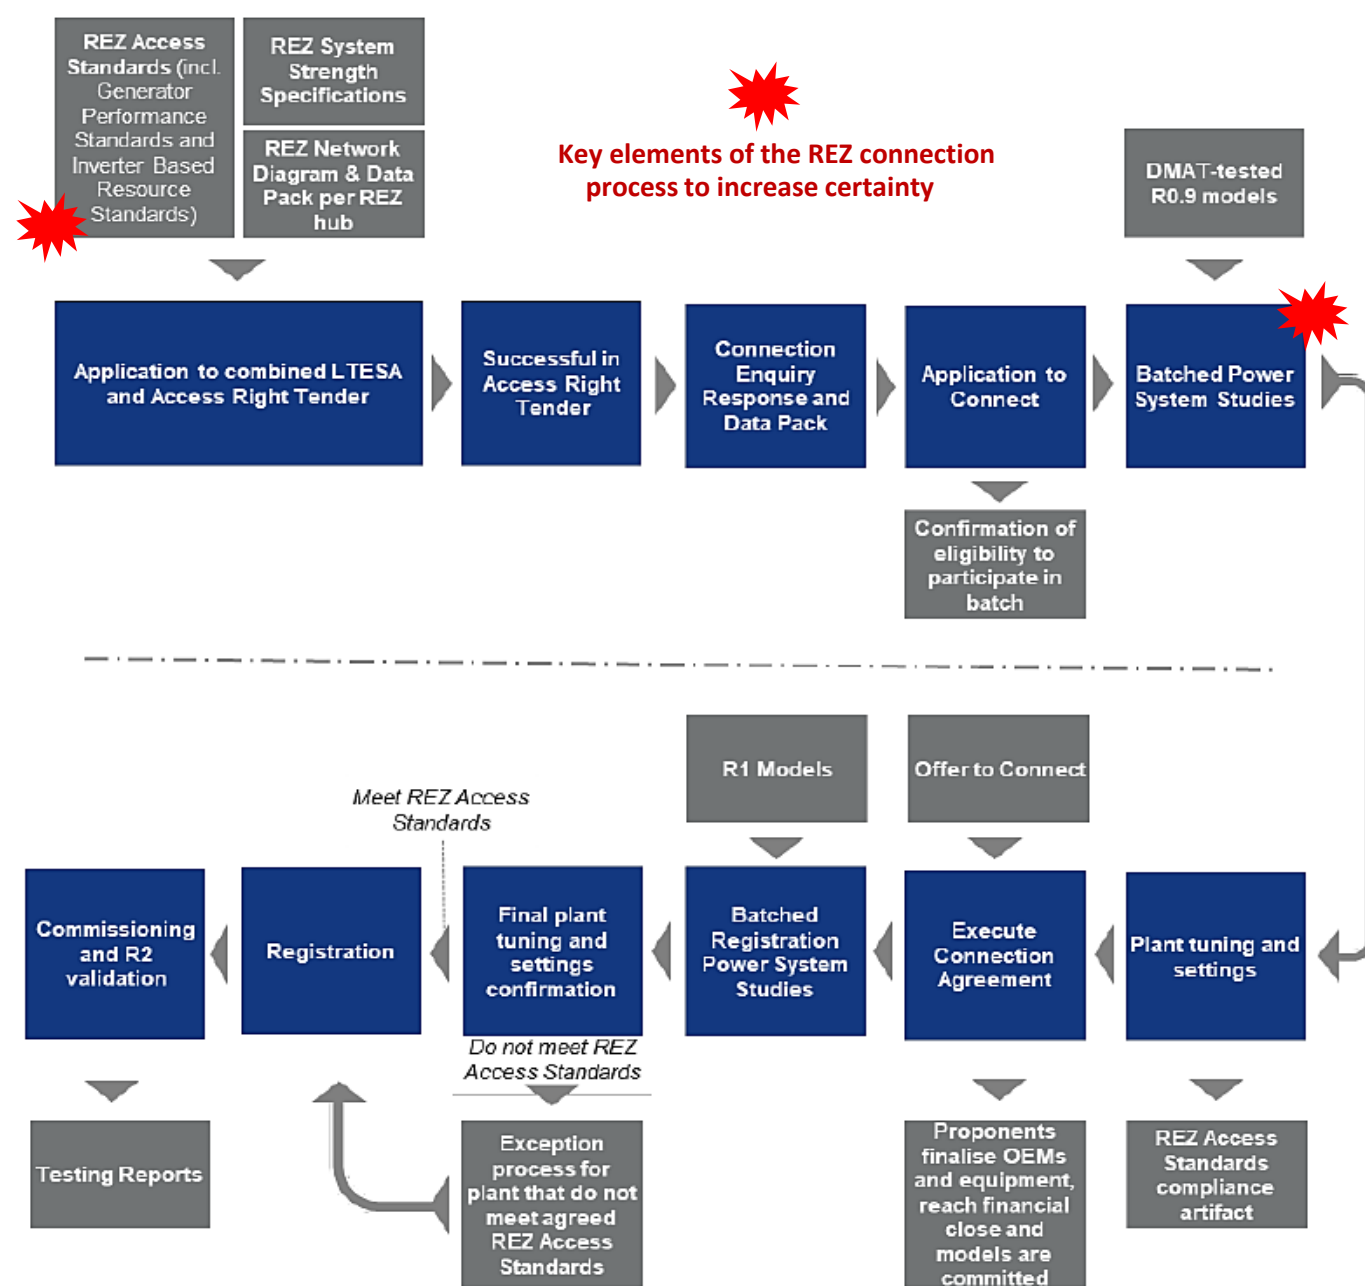 REZ Access
Standards (incl.
Generator
Performance
Standards and
Inverter Based
Resource
Standards)
REZ System
Strength
Specifications
REZ Network
Diagram & Data
Pack per REZ
hub
Key elements of the REZ connection
process to increase certainty
DMAT-tested
R0.9 models
Application to combined LTESA
and Access Right Tender
Successful in
Access Right
Tender
Connection
Enquiry
Response and
Data Pack
Application to
Connect
Batched Power
System Studies
Confirmation of
eligibility to
participate in
batch
R1 Models
Offer to Connect
Meet REZ Access
Standards
Commissioning
and R2
validation
Registration
Final plant
tuning and
settings
confirmation
Batched
Registration
Power System
Studies
Execute
Connection
Agreement
Plant tuning and
settings
Do not meet REZ
Access Standards
Testing Reports
Exception
process for
plant that do not
meet agreed
REZ Access
Standards
Proponents
finalise OEMs
and equipment,
reach financial
close and
models are
committed
REZ Access
Standards
compliance
artifact